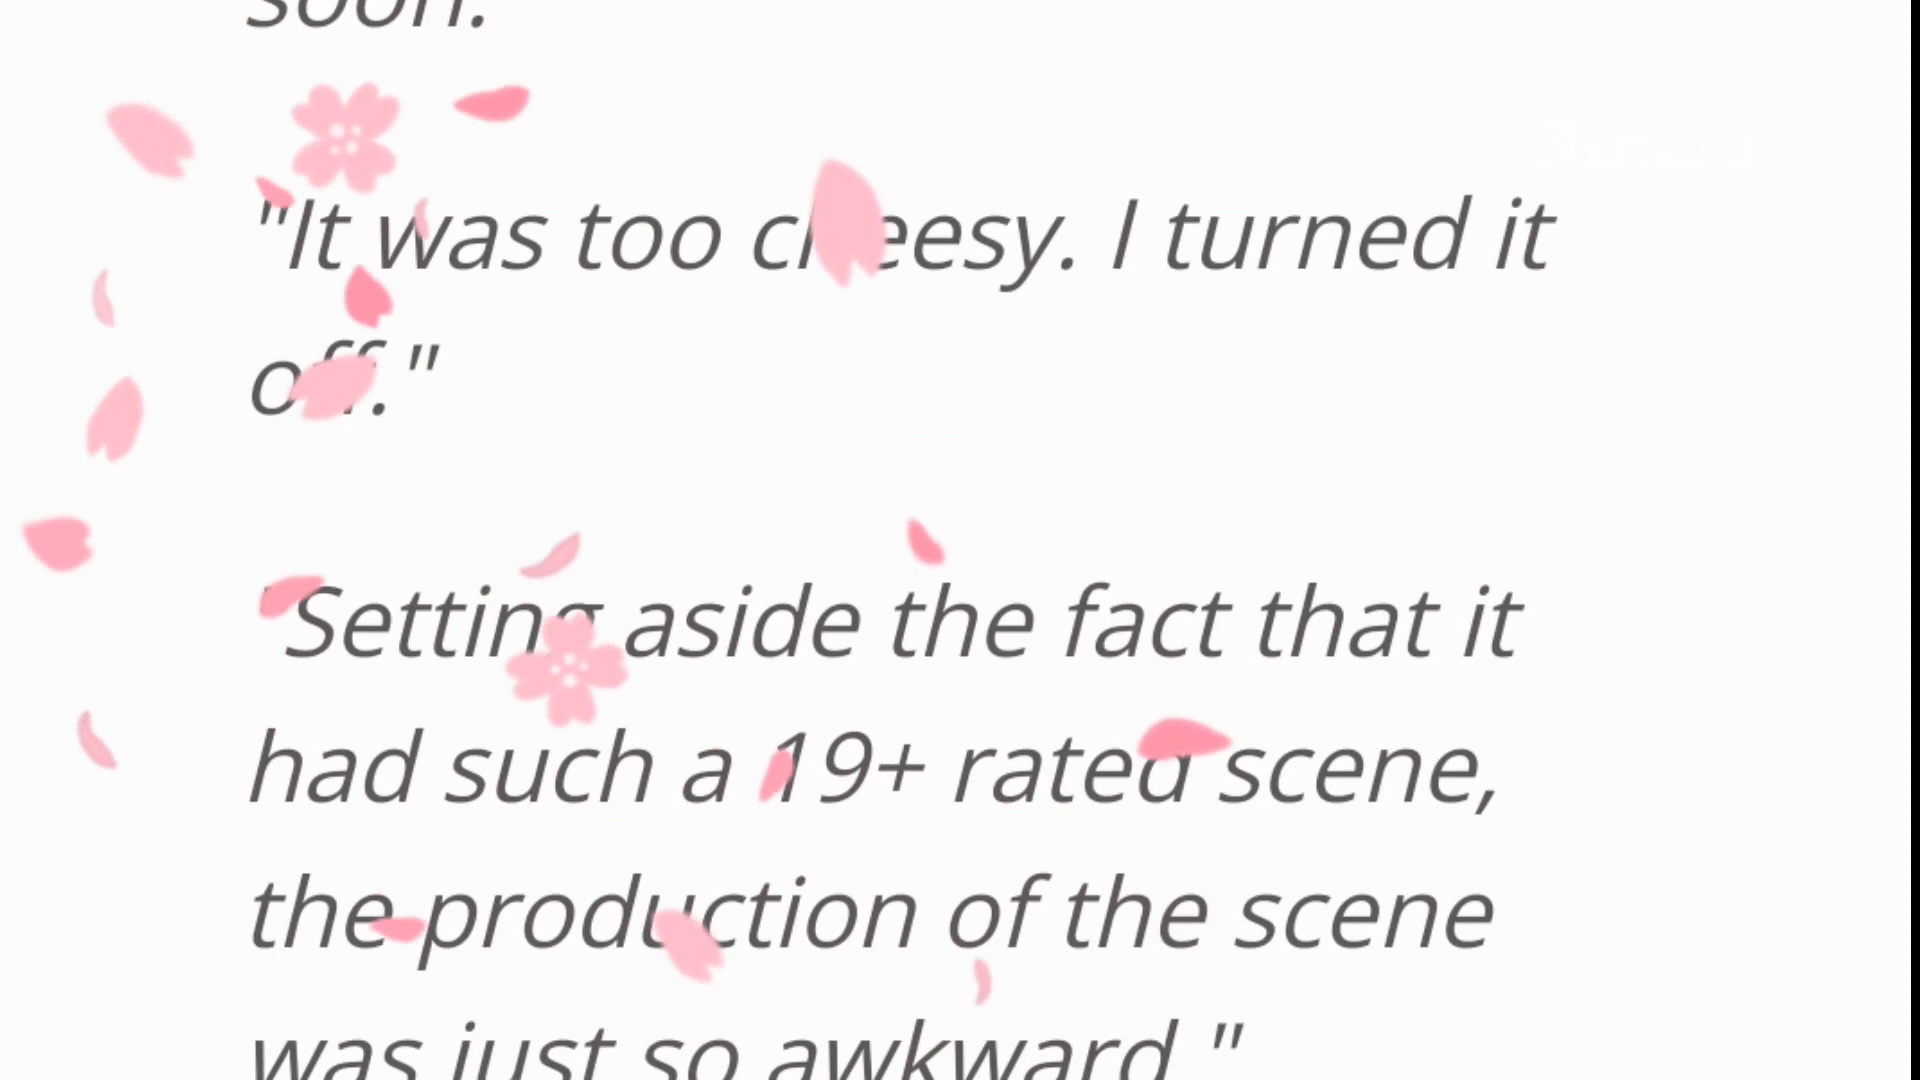 soon.
"It was too cheesy. I turned it
off."
"Setting aside the fact that it
had such a 19+ rated scene,
the production of the scene
was just so awkward."